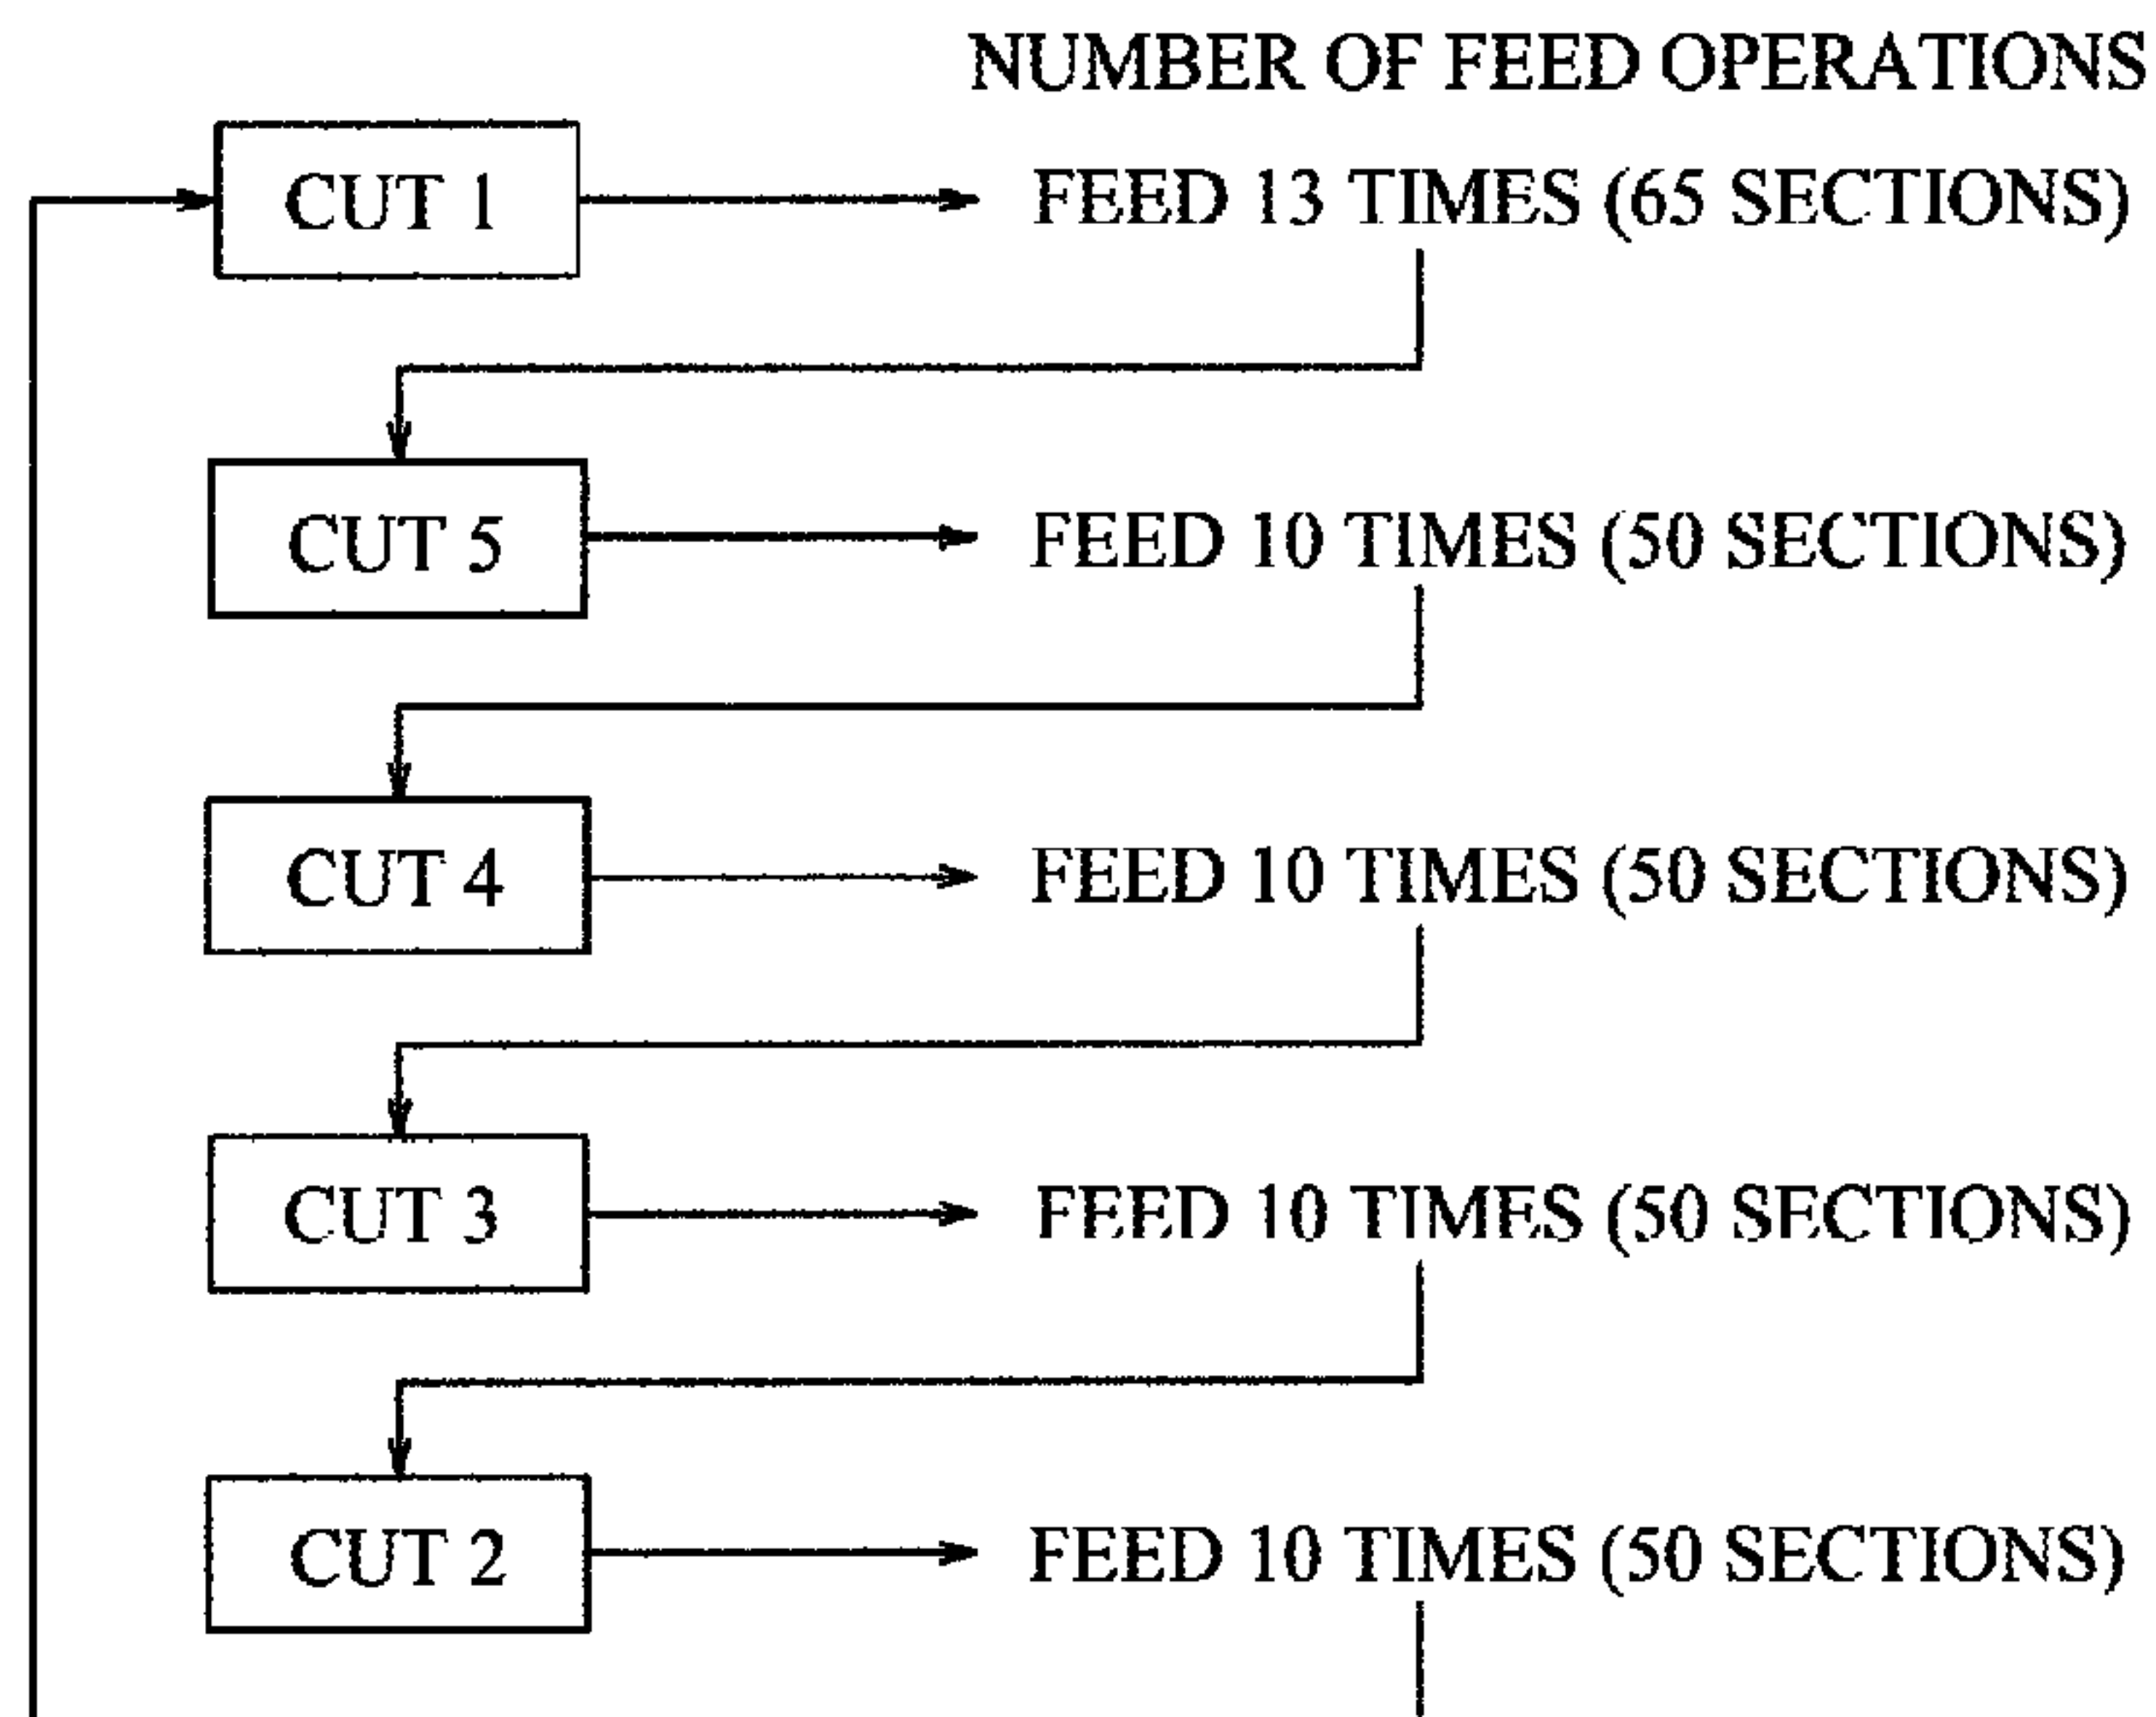 NUMBER OF FEED OPERATIONS
CUT 1 FEED 13 TIMES (65 SECTIONS)
CUT 5 FEED 10 TIMES (50 SECTIONS)
CUT 4 FEED 10 TIMES (50 SECTIONS)
CUT 3 FEED 10 TIMES (50 SECTIONS)
CUT 2 FEED 10 TIMES (50 SECTIONS)